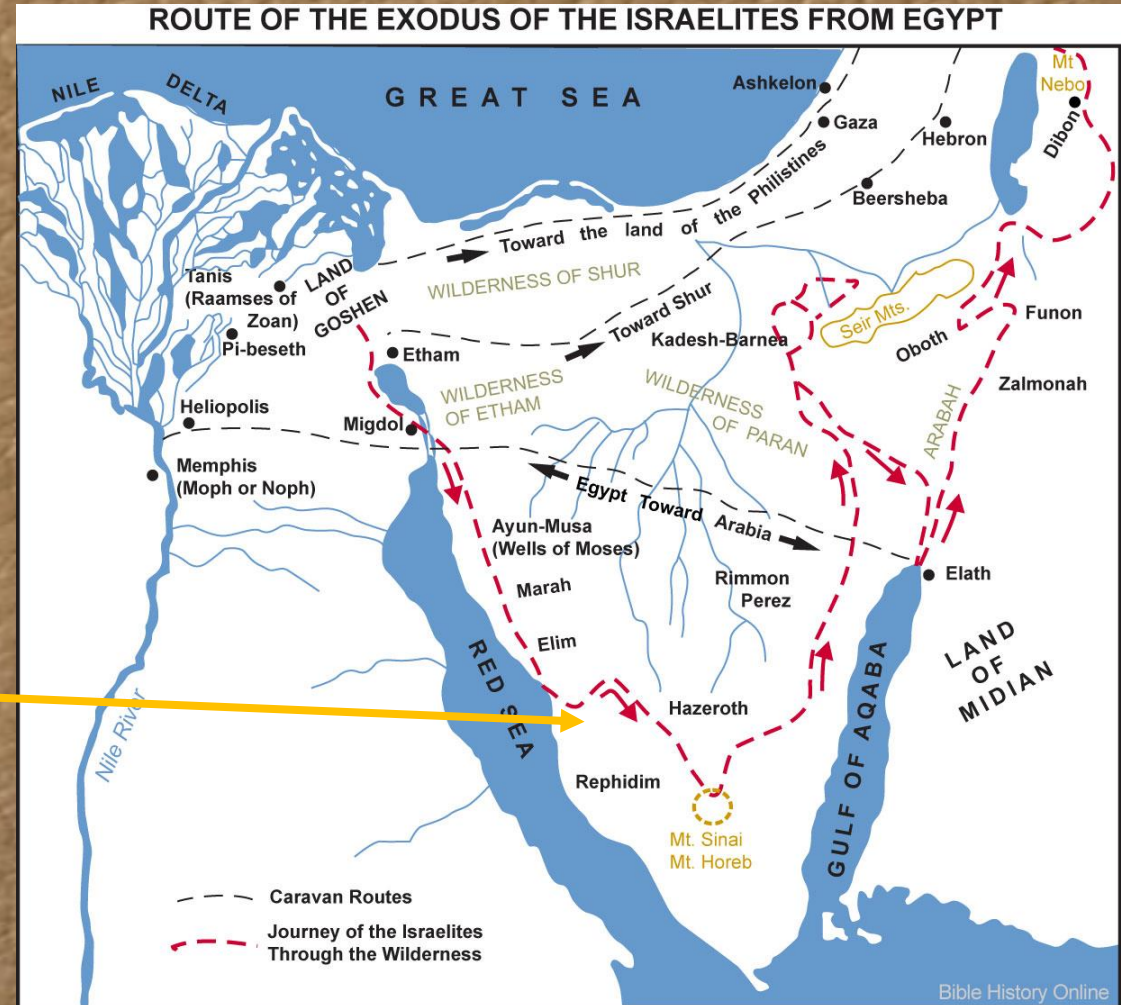 ROUTE OF THE EXODUS OF THE ISRAELITES FROM EGYPT
NILE DELTA
GREAT SEA
Ashkelon
Gaza
Hebron
Beersheba
Mt
Nebo
Dibon
Toward the land of the Philistines
Tanis
(Raamses of
Zoan)
LAND
OF
GOSHEN
WILDERNESS OF SHUR
Toward Shur
Pi-beseth
Etham
Kadesh-Barnea
Seir Mts.
Oboth
Funon
Zalmonah
WILDERNESS
OF ETHAM
WILDERNESS
OF PARAN
ARABAH
Heliopolis
Migdol
Memphis
(Moph or Noph)
Egypt Toward Arabia
Ayun-Musa
(Wells of Moses)
Marah
Elim
Rimmon
Perez
Elath
LAND
OF
MIDIAN
RED SEA
Hazeroth
GULF OF AQABA
Nile River
Rephidim
Mt. Sinai
Mt. Horeb
Caravan Routes
Journey of the Israelites
Through the Wilderness
Bible History Online